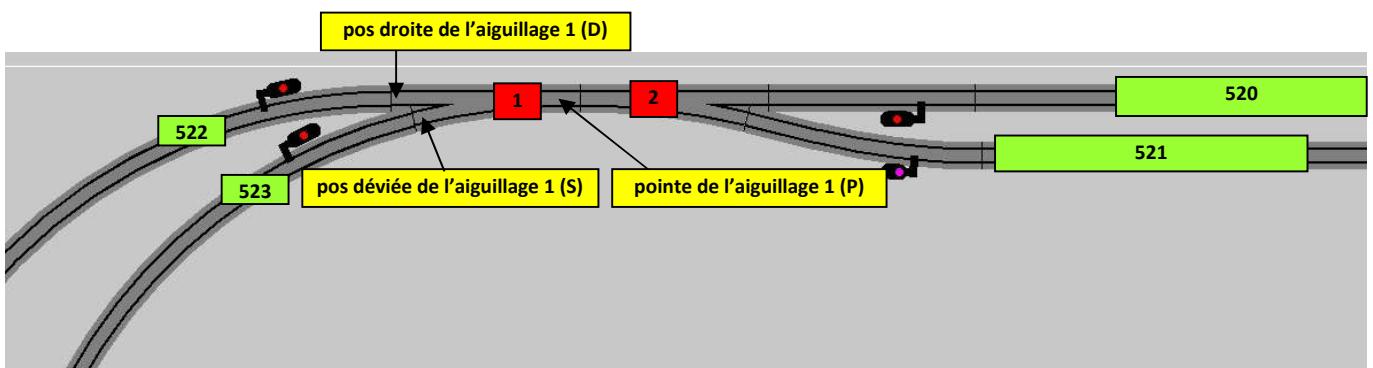 pos droite de l’aiguillage 1 (D)
1
2
520
522
521
523
pos déviée de l’aiguillage 1 (S)
pointe de l’aiguillage 1 (P)